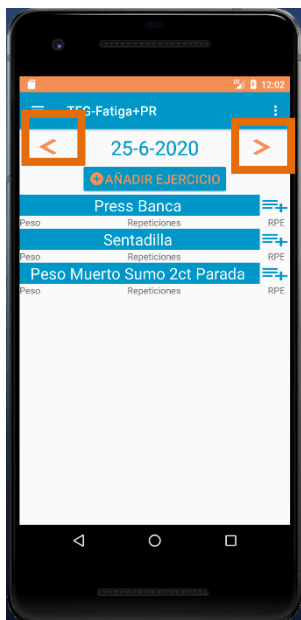 12:02
TFG-Fatiga+PR
< 25-6-2020 >
AÑADIR EJERCICIO
Press Banca
Peso Repeticiones RPE
Sentadilla
Peso Repeticiones RPE
Peso Muerto Sumo 2ct Parada
Peso Repeticiones RPE